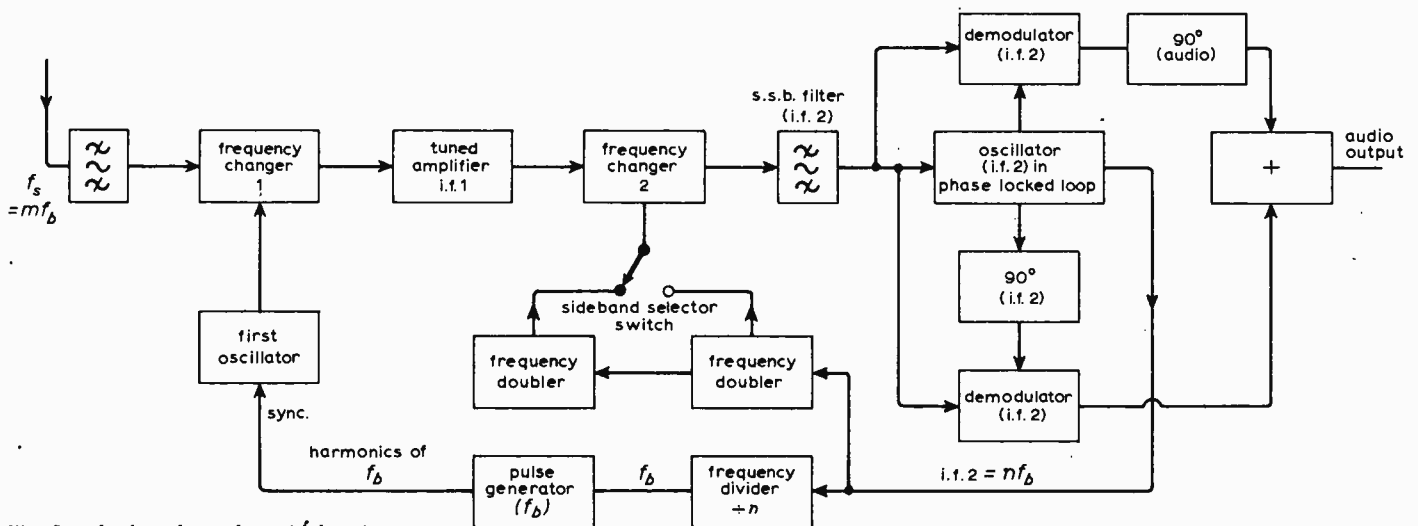 f_s
=mf_b
frequency
changer
1
tuned
amplifier
i.f.1
frequency
changer
2
s.s.b. filter
(i.f.2)
demodulator
(i.f.2)
90°
(audio)
oscillator
(i.f.2) in
phase locked loop
+
audio
output
90°
(i.f.2)
demodulator
(i.f.2)
sideband selector
switch
first
oscillator
sync.
frequency
doubler
frequency
doubler
harmonics of
f_b
pulse
generator
(f_b)
f_b
frequency
divider
÷n
i.f.2 = nf_b